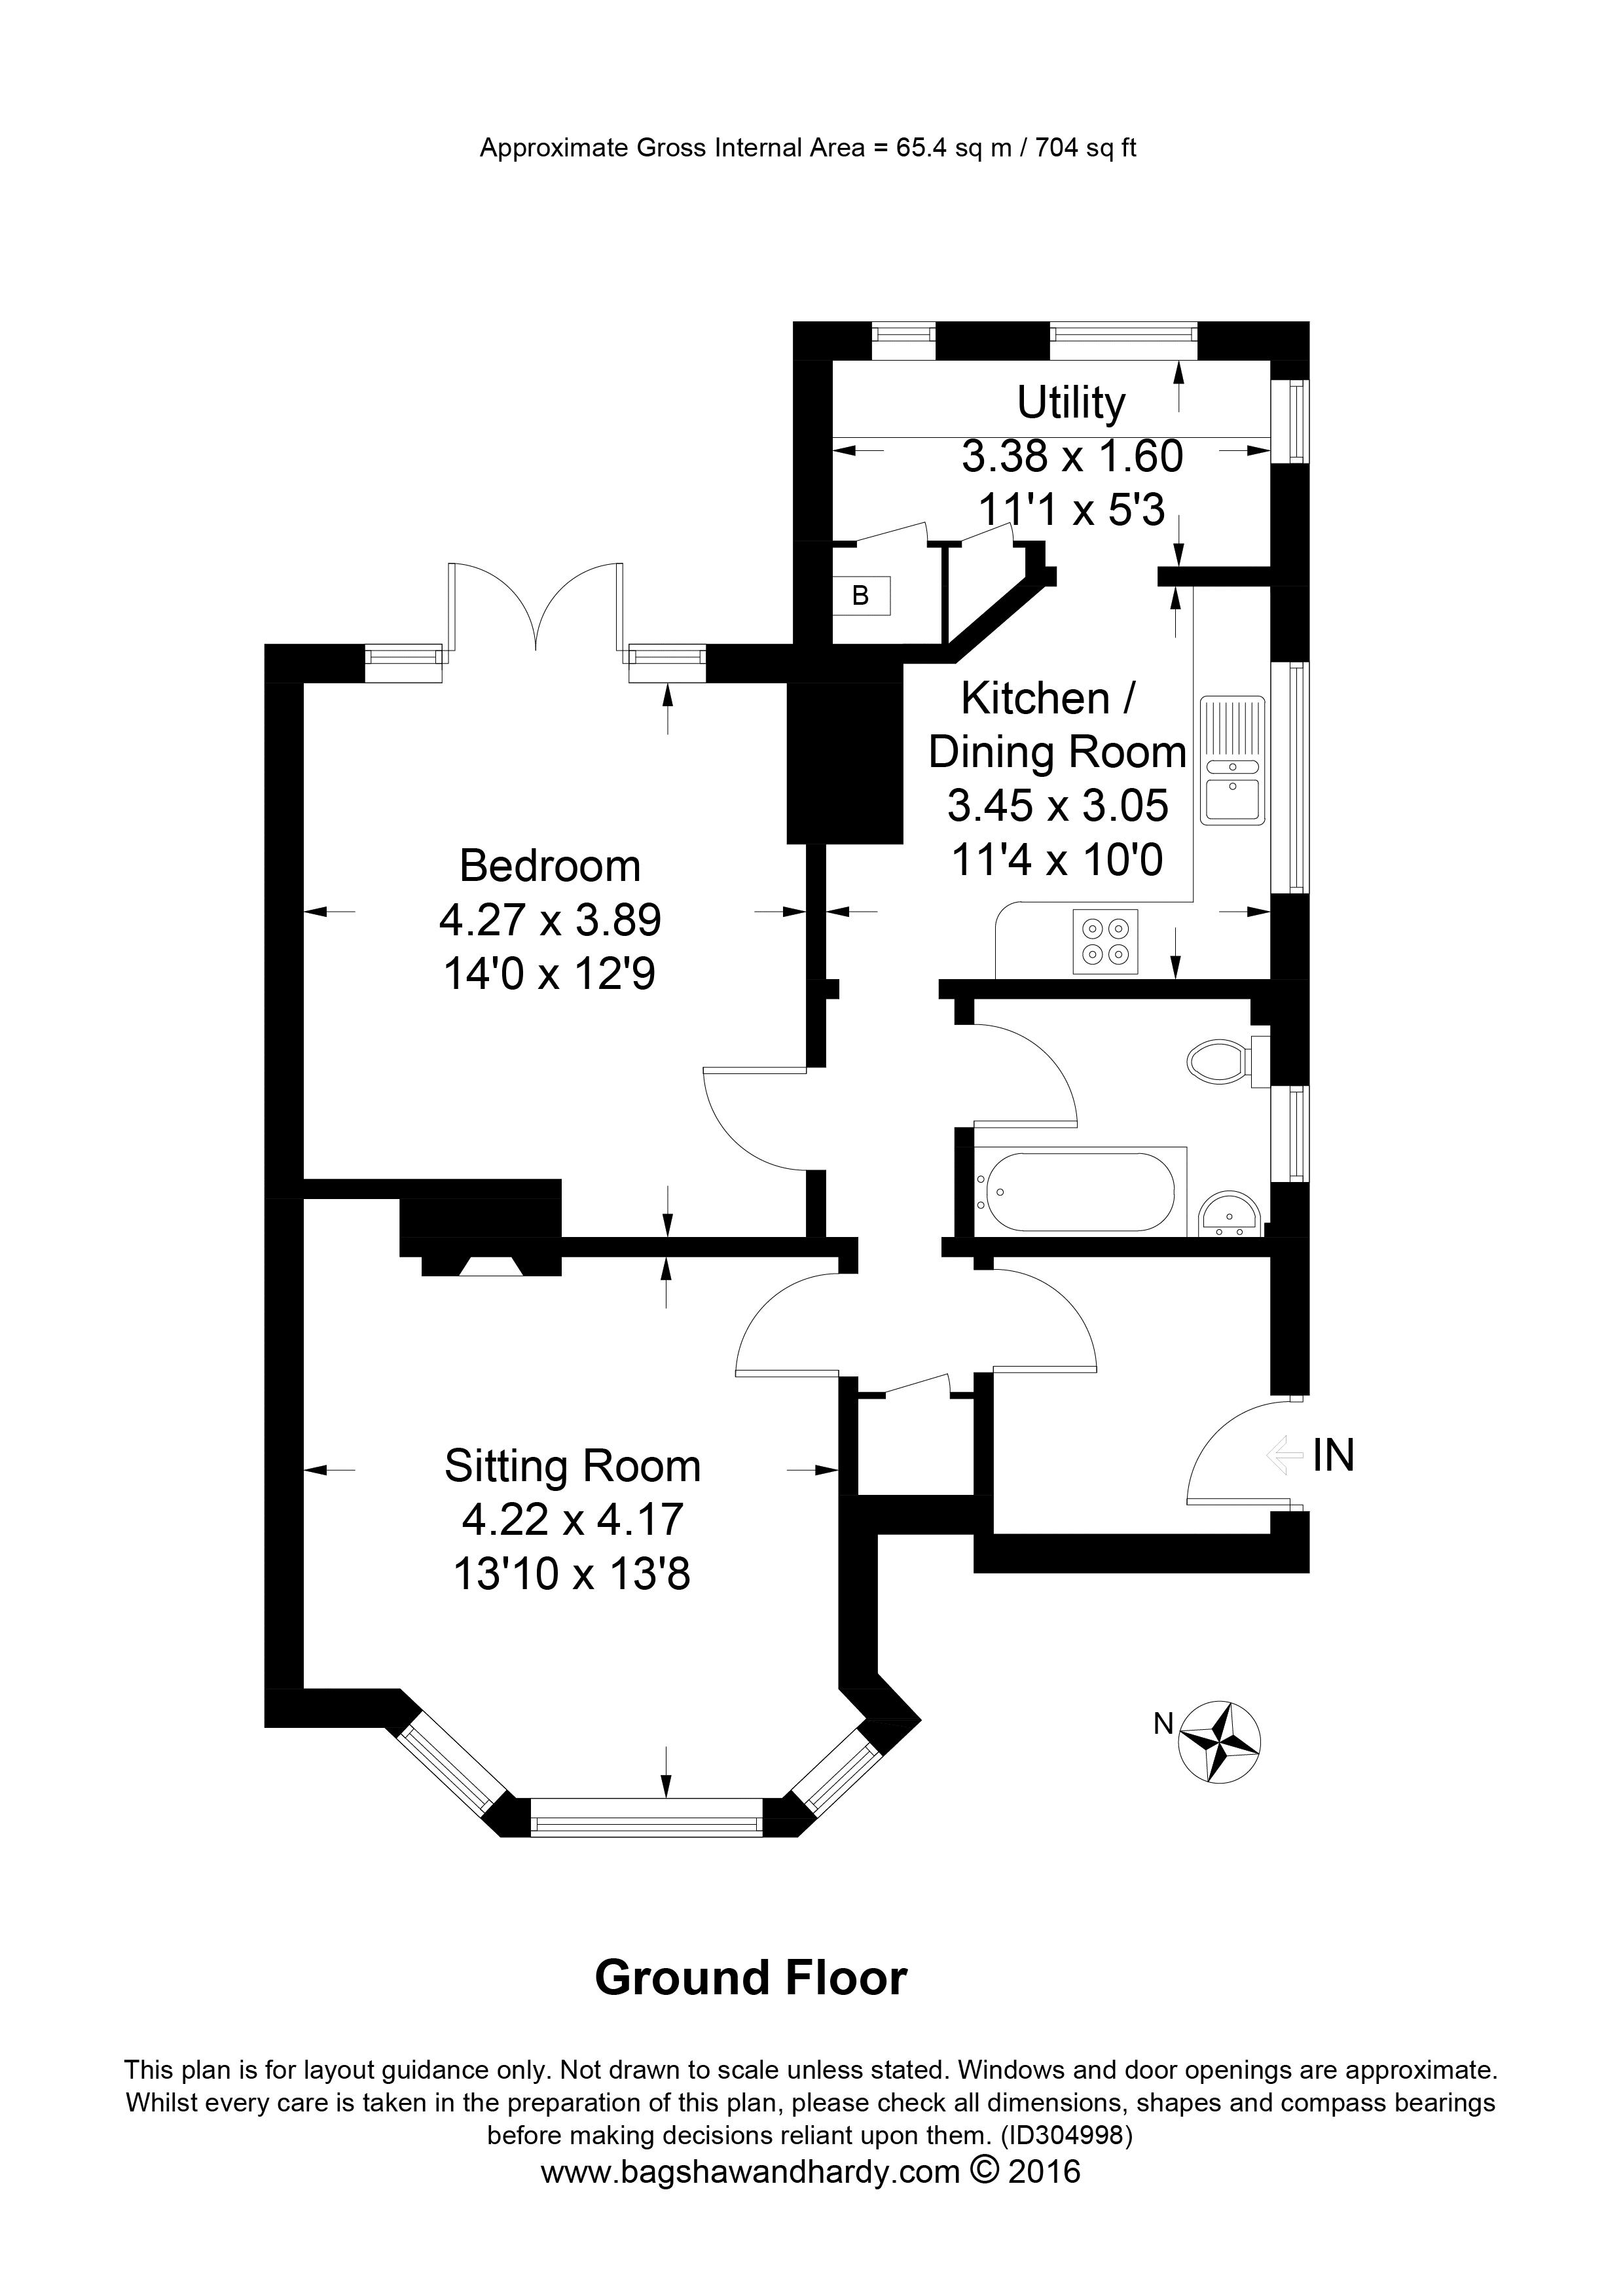 Approximate Gross Internal Area = 65.4 sq m / 704 sq ft
Utility
3.38 x 1.60
11'1 x 5'3
B
Kitchen /
Dining Room
3.45 x 3.05
11'4 x 10'0
Bedroom
4.27 x 3.89
14'0 x 12'9
IN
Sitting Room
4.22 x 4.17
13'10 x 13'8
N
Ground Floor
This plan is for layout guidance only. Not drawn to scale unless stated. Windows and door openings are approximate.
Whilst every care is taken in the preparation of this plan, please check all dimensions, shapes and compass bearings
before making decisions reliant upon them. (ID304998)
www.bagshawandhardy.com © 2016